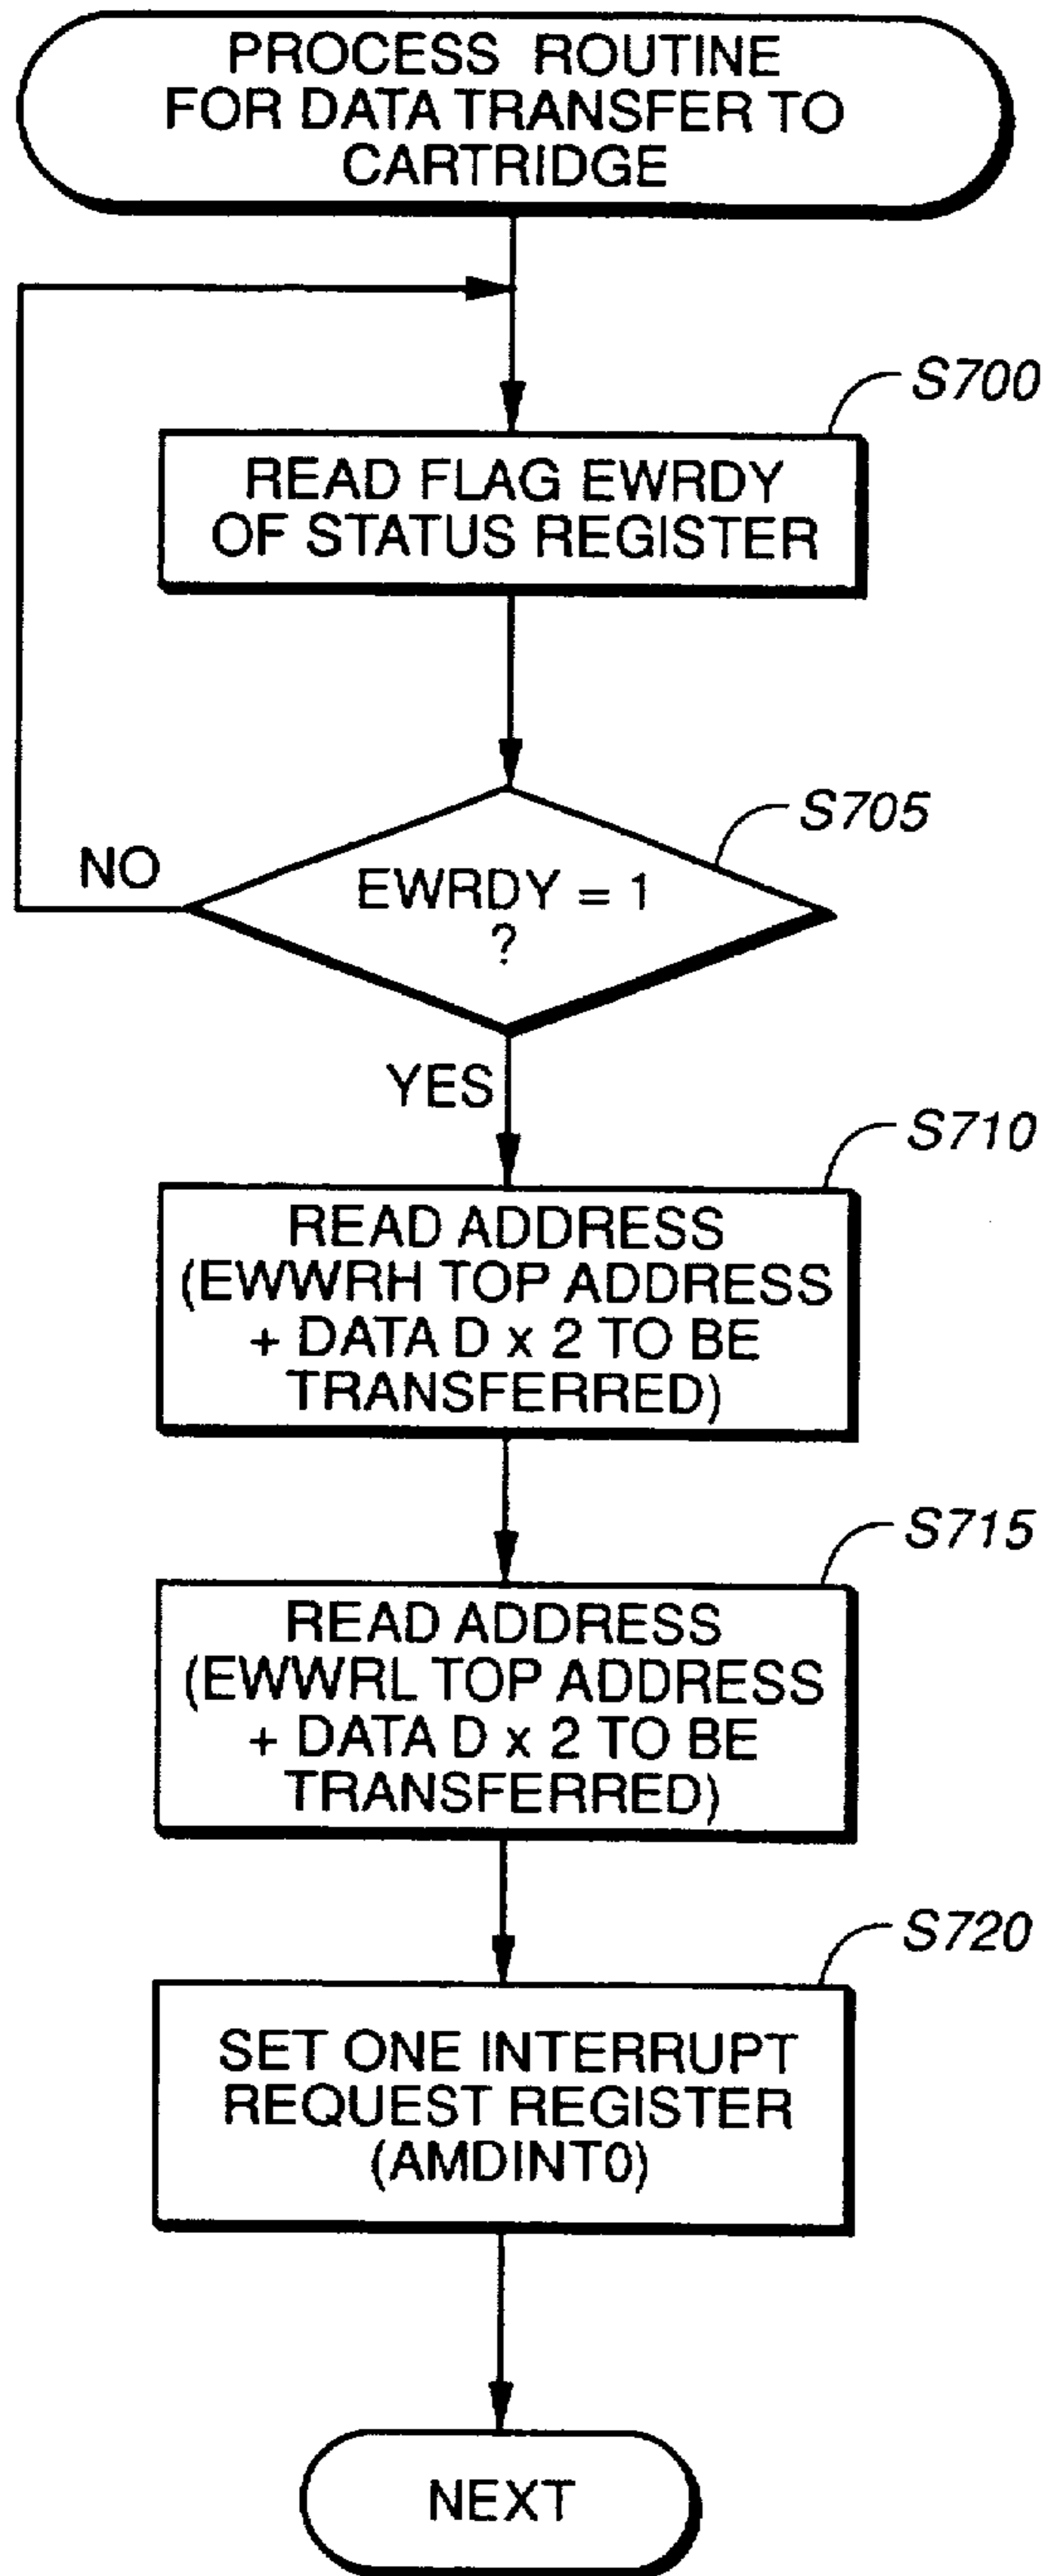 PROCESS ROUTINE
FOR DATA TRANSFER TO
CARTRIDGE
S700
READ FLAG EWRDY
OF STATUS REGISTER
S705
NO
EWRDY = 1
?
YES
S710
READ ADDRESS
(EWWRH TOP ADDRESS
+ DATA D x 2 TO BE
TRANSFERRED)
S715
READ ADDRESS
(EWWRL TOP ADDRESS
+ DATA D x 2 TO BE
TRANSFERRED)
S720
SET ONE INTERRUPT
REQUEST REGISTER
(AMDINT0)
NEXT